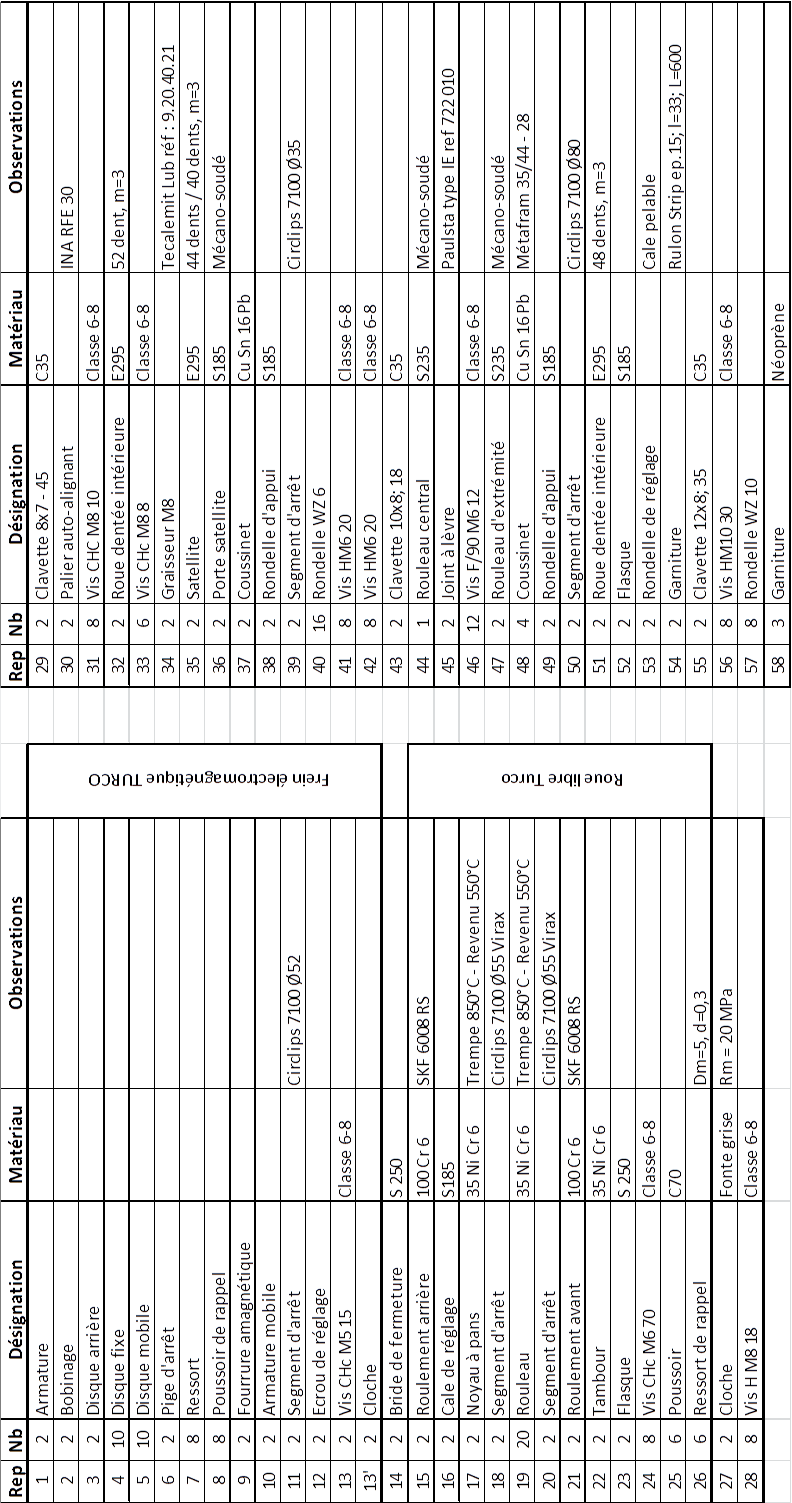 Rep Nb Désignation Matériau Observations
1 2 Armature
2 2 Bobinage
3 2 Disque arrière
4 10 Disque fixe
5 10 Disque mobile
6 2 Pige d'arrêt
7 8 Ressort
8 8 Poussoir de rappel
9 2 Fourrure amagnétique
10 2 Armature mobile
11 2 Segment d'arrêt Circlips 7100 Ø52
12 2 Ecrou de réglage
13 2 Vis CHc M5 15 Classe 6-8
13' 2 Cloche
Frein électromagnétique TURCO
14 2 Bride de fermeture S 250
15 2 Roulement arrière 100 Cr 6 SKF 6008 RS
16 2 Cale de réglage S185
17 2 Noyau à pans 35 Ni Cr 6 Trempe 850°C - Revenu 550°C
18 2 Segment d'arrêt Circlips 7100 Ø55 Virax
19 20 Rouleau 35 Ni Cr 6 Trempe 850°C - Revenu 550°C
20 2 Segment d'arrêt Circlips 7100 Ø55 Virax
21 2 Roulement avant 100 Cr 6 SKF 6008 RS
22 2 Tambour 35 Ni Cr 6
23 2 Flasque S 250
24 8 Vis CHc M6 70 Classe 6-8
25 6 Poussoir C70
26 6 Ressort de rappel Dm=5, d=0,3
Roue libre Turco
27 2 Cloche Fonte grise Rm = 20 MPa
28 8 Vis H M8 18 Classe 6-8
Rep Nb Désignation Matériau Observations
29 2 Clavette 8x7 - 45 C35
30 2 Palier auto-alignant INA RFE 30
31 8 Vis CHC M8 10 Classe 6-8
32 2 Roue dentée intérieure E295 52 dent, m=3
33 6 Vis CHc M8 8 Classe 6-8
34 2 Graisseur M8 Tecalemit Lub réf : 9.20.40.21
35 2 Satellite E295 44 dents / 40 dents, m=3
36 2 Porte satellite S185 Mécano-soudé
37 2 Coussinet Cu Sn 16 Pb
38 2 Rondelle d'appui S185
39 2 Segment d'arrêt Circlips 7100 Ø35
40 16 Rondelle WZ 6
41 8 Vis HM6 20 Classe 6-8
42 8 Vis HM6 20 Classe 6-8
43 2 Clavette 10x8; 18 C35
44 1 Rouleau central S235 Mécano-soudé
45 2 Joint à lèvre Paulsta type IE ref 722 010
46 12 Vis F/90 M6 12 Classe 6-8
47 2 Rouleau d'extrémité S235 Mécano-soudé
48 4 Coussinet Cu Sn 16 Pb Métafram 35/44 - 28
49 2 Rondelle d'appui S185
50 2 Segment d'arrêt Circlips 7100 Ø80
51 2 Roue dentée intérieure E295 48 dents, m=3
52 2 Flasque S185
53 2 Rondelle de réglage Cale pelable
54 2 Garniture Rulon Strip ep.15; l=33; L=600
55 2 Clavette 12x8; 35 C35
56 8 Vis HM10 30 Classe 6-8
57 8 Rondelle WZ 10
58 3 Garniture Néoprène